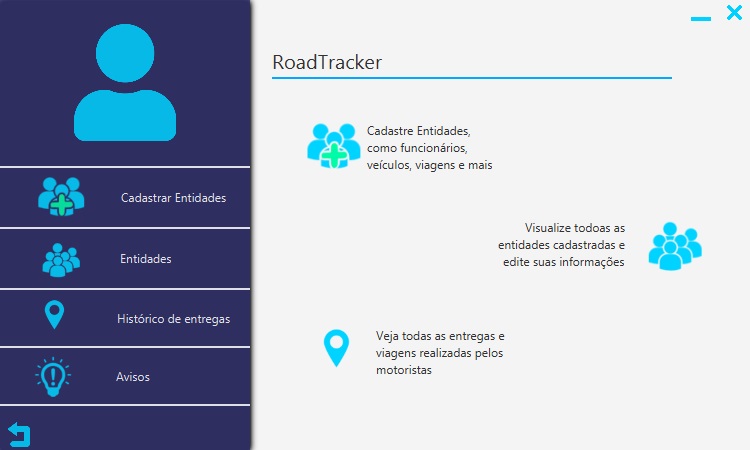 RoadTracker
Cadastre Entidades,
como funcionários,
veículos, viagens e mais
Cadastrar Entidades
Visualize todoas as
entidades cadastradas e
edite suas informações
Entidades
Histórico de entregas
Veja todas as entregas e
viagens realizadas pelos
motoristas
Avisos